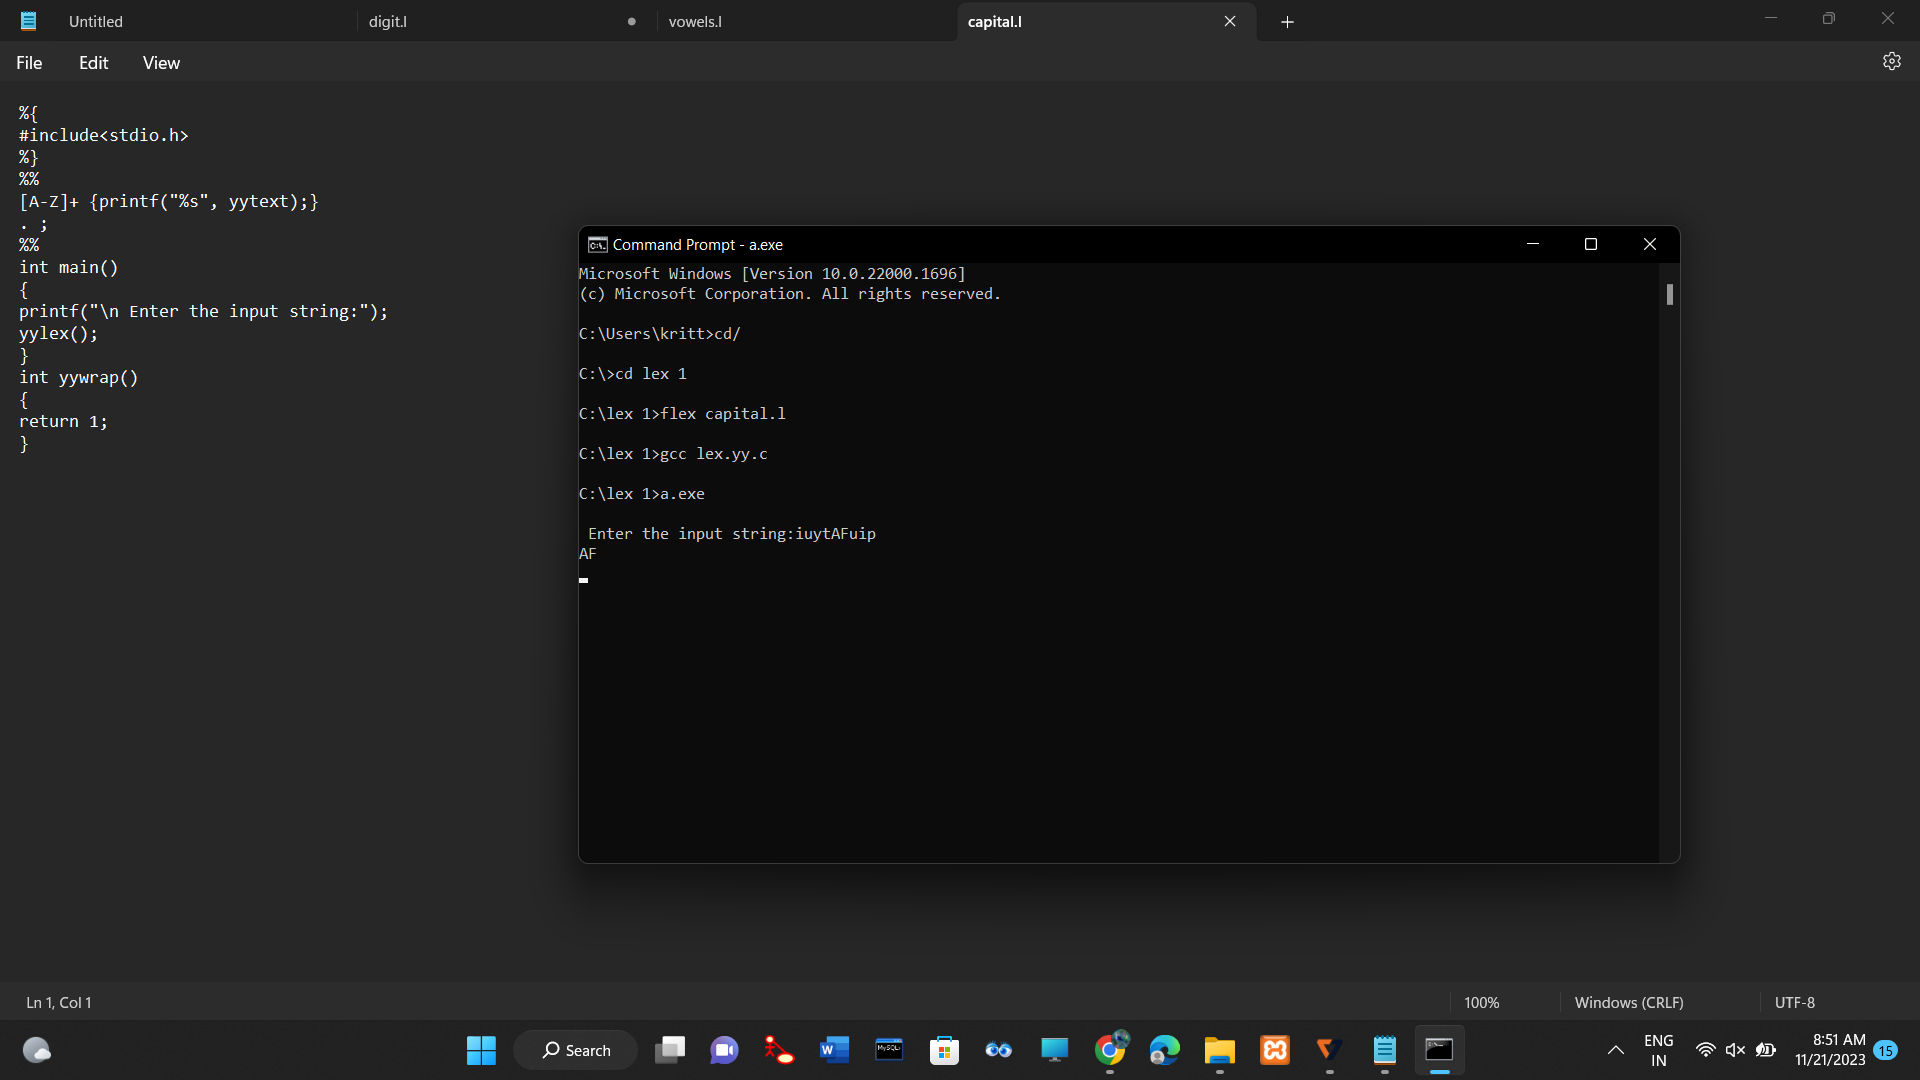 Untitled
digit.l
vowels.l
capital.l
File
Edit
View
%{
#include<stdio.h>
%}
%%
[A-Z]+ {printf("%s", yytext);}
. ;
%%
int main()
{
printf("\n Enter the input string:");
yylex();
}
int yywrap()
{
return 1;
}
Command Prompt - a.exe
Microsoft Windows [Version 10.0.22000.1696]
(c) Microsoft Corporation. All rights reserved.
C:\Users\kritt>cd/
C:\>cd lex 1
C:\lex 1>flex capital.l
C:\lex 1>gcc lex.yy.c
C:\lex 1>a.exe
Enter the input string:iuytAFuip
AF
Ln 1, Col 1
100%
Windows (CRLF)
UTF-8
Search
W
MySQL
ENG
IN
8:51 AM
11/21/2023
15